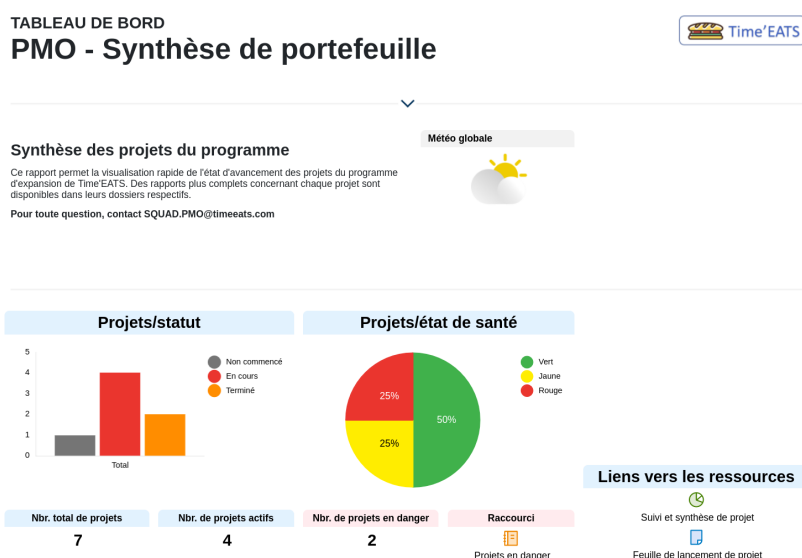 TABLEAU DE BORD
PMO - Synthèse de portefeuille
Time'EATS
Synthèse des projets du programme
Ce rapport permet la visualisation rapide de l'état d'avancement des projets du programme
d'expansion de Time'EATS. Des rapports plus complets concernant chaque projet sont
disponibles dans leurs dossiers respectifs.
Pour toute question, contact SQUAD.PMO@timeeats.com
Météo globale
Projets/statut
5
4
3
2
1
0
Total
Non commencé
En cours
Terminé
Projets/état de santé
25%
50%
25%
Vert
Jaune
Rouge
Liens vers les ressources
Suivi et synthèse de projet
Feuille de lancement de projet
Nbr. total de projets
7
Nbr. de projets actifs
4
Nbr. de projets en danger
2
Raccourci
Projets en danger